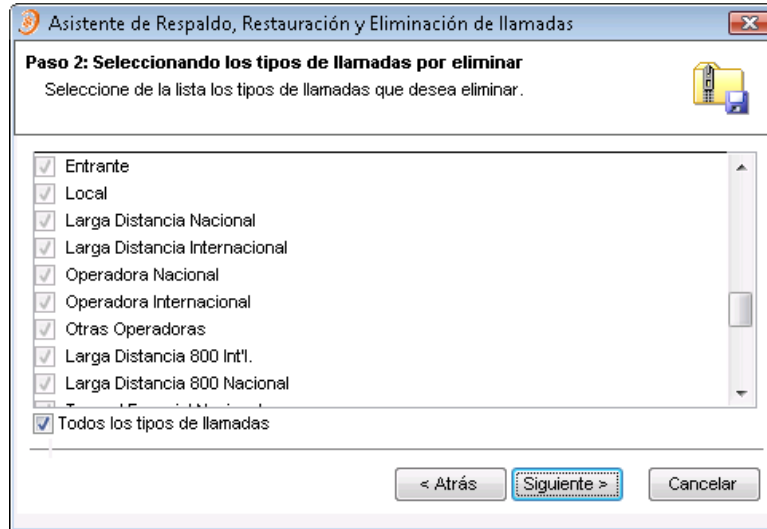 Asistente de Respaldo, Restauración y Eliminación de llamadas
Paso 2: Seleccionando los tipos de llamadas por eliminar
Seleccione de la lista los tipos de llamadas que desea eliminar.
Entrante
Local
Larga Distancia Nacional
Larga Distancia Internacional
Operadora Nacional
Operadora Internacional
Otras Operadoras
Larga Distancia 800 Int'l.
Larga Distancia 800 Nacional
Todos los tipos de llamadas
< Atrás
Siguiente >
Cancelar